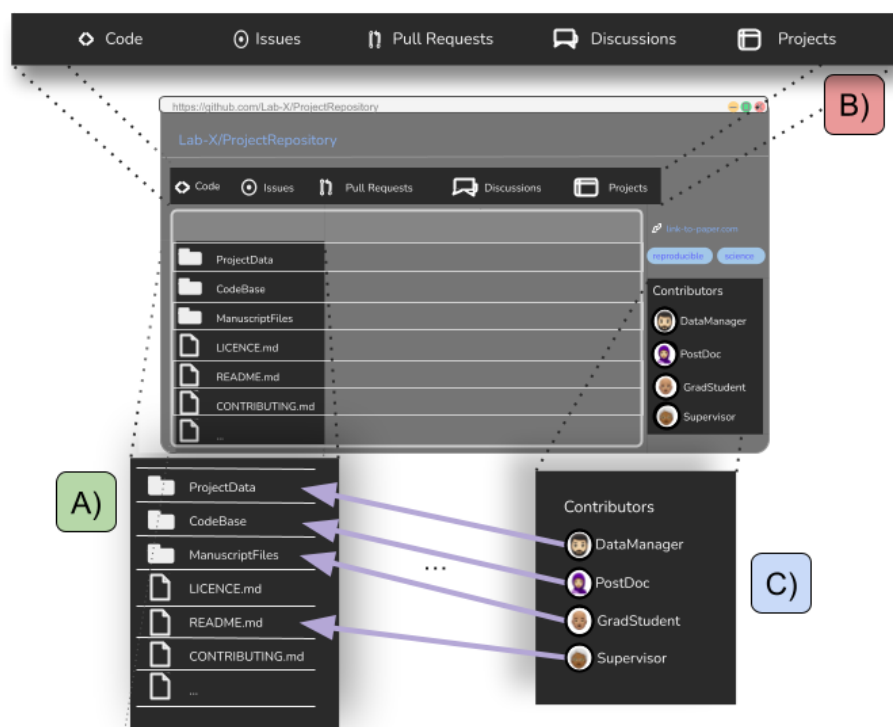 Code Issues Pull Requests Discussions Projects
B)
https://github.com/Lab-X/ProjectRepository
Lab-X/ProjectRepository
Code Issues Pull Requests Discussions Projects
link-to-paper.com
reproducible science
ProjectData
CodeBase
ManuscriptFiles
LICENCE.md
README.md
CONTRIBUTING.md
...
Contributors
DataManager
PostDoc
GradStudent
Supervisor
A)
ProjectData
CodeBase
ManuscriptFiles
LICENCE.md
README.md
CONTRIBUTING.md
...
...
Contributors
DataManager
PostDoc
GradStudent
Supervisor
C)